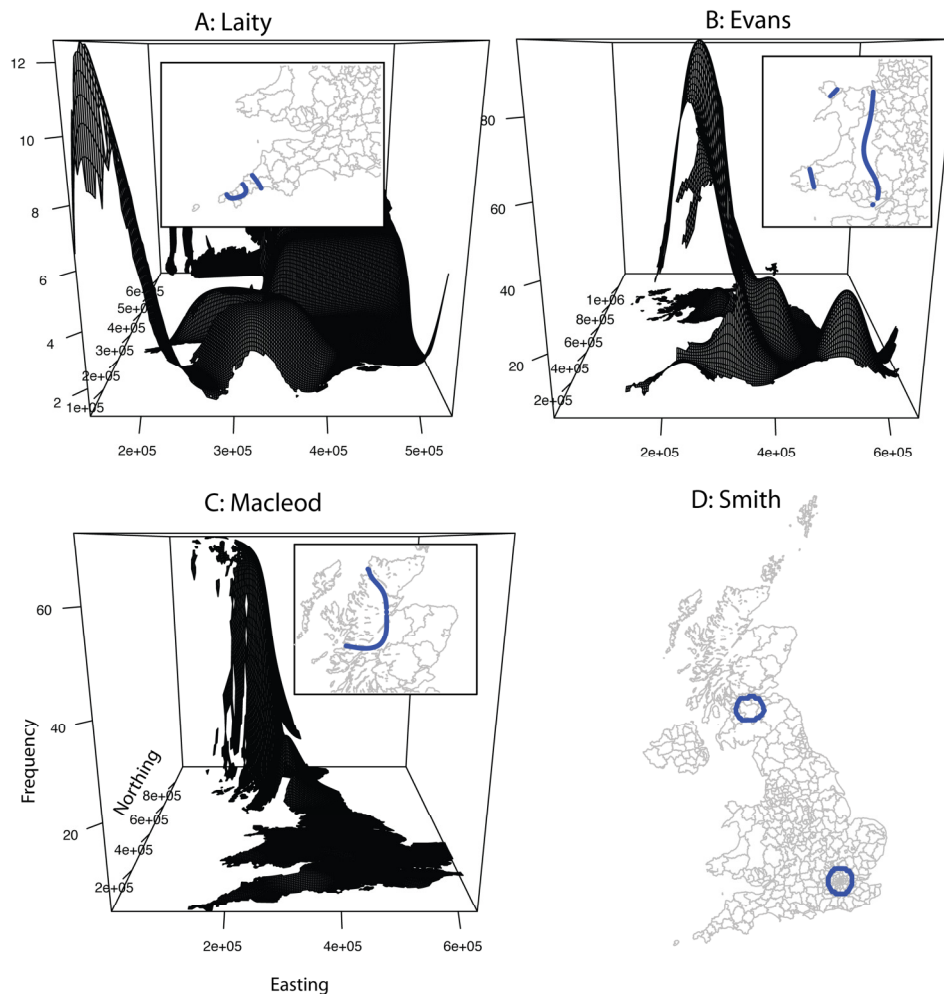 A: Laity
12
10
8
6
4
2
6e+05
5e+05
4e+05
3e+05
2e+05
1e+05
2e+05 3e+05 4e+05 5e+05
B: Evans
80
60
40
20
1e+06
8e+05
6e+05
4e+05
2e+05
2e+05 4e+05 6e+05
C: Macleod
60
40
20
Frequency
Northing
8e+05
6e+05
4e+05
2e+05
2e+05 4e+05 6e+05
Easting
D: Smith